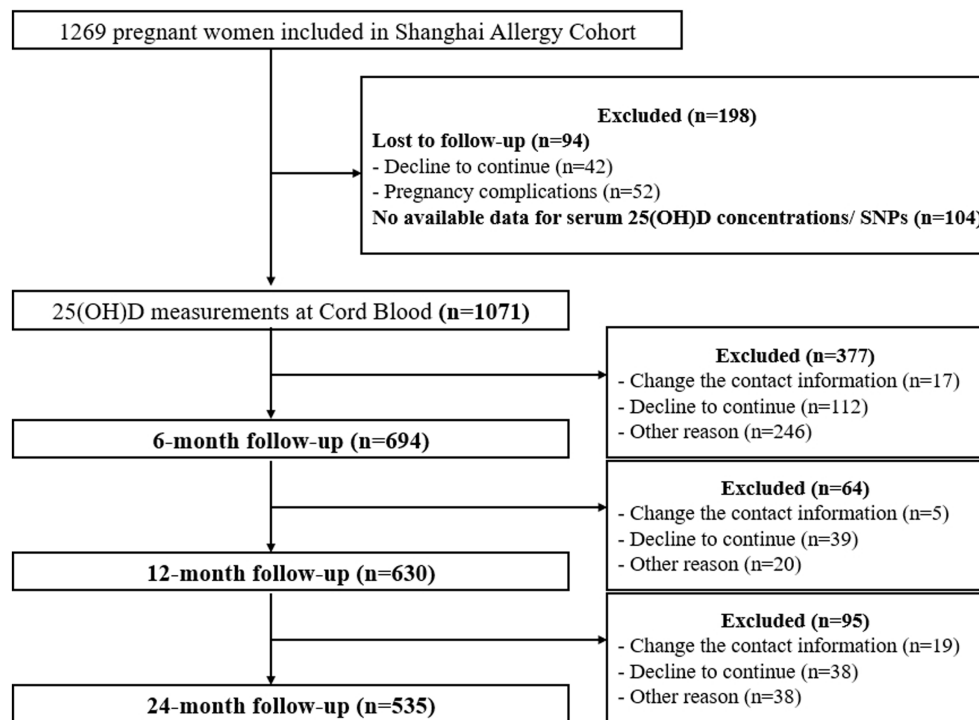 1269 pregnant women included in Shanghai Allergy Cohort
Excluded (n=198)
Lost to follow-up (n=94)
- Decline to continue (n=42)
- Pregnancy complications (n=52)
No available data for serum 25(OH)D concentrations/ SNPs (n=104)
25(OH)D measurements at Cord Blood (n=1071)
Excluded (n=377)
- Change the contact information (n=17)
- Decline to continue (n=112)
- Other reason (n=246)
6-month follow-up (n=694)
Excluded (n=64)
- Change the contact information (n=5)
- Decline to continue (n=39)
- Other reason (n=20)
12-month follow-up (n=630)
Excluded (n=95)
- Change the contact information (n=19)
- Decline to continue (n=38)
- Other reason (n=38)
24-month follow-up (n=535)